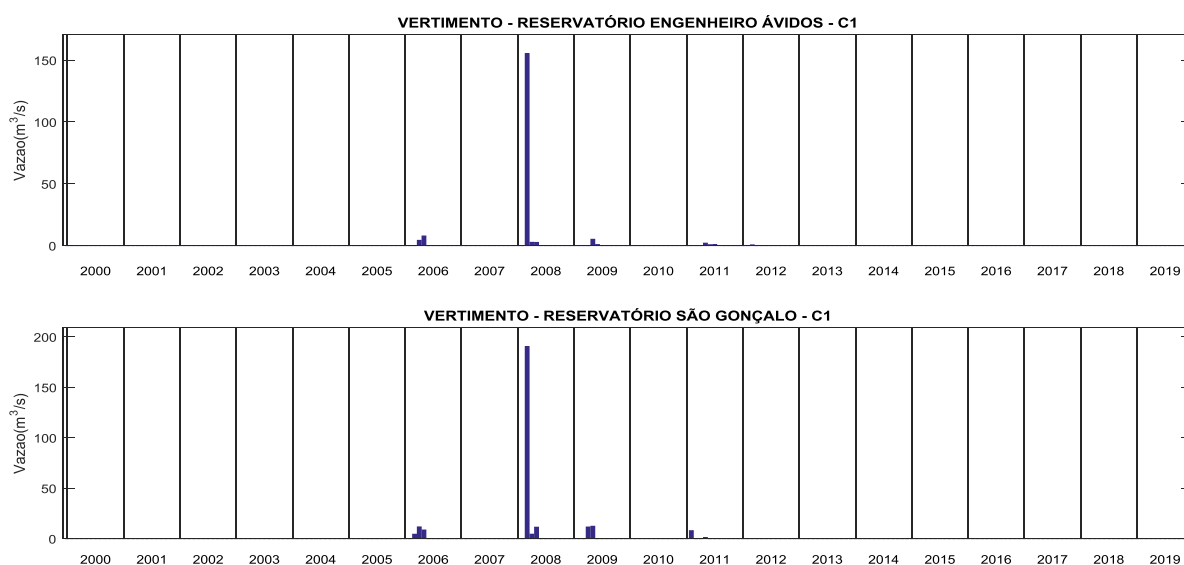 VERTIMENTO - RESERVATÓRIO ENGENHEIRO ÁVIDOS - C1
Vazao(m³/s)
150
100
50
0
2000 2001 2002 2003 2004 2005 2006 2007 2008 2009 2010 2011 2012 2013 2014 2015 2016 2017 2018 2019
VERTIMENTO - RESERVATÓRIO SÃO GONÇALO - C1
Vazao(m³/s)
200
150
100
50
0
2000 2001 2002 2003 2004 2005 2006 2007 2008 2009 2010 2011 2012 2013 2014 2015 2016 2017 2018 2019